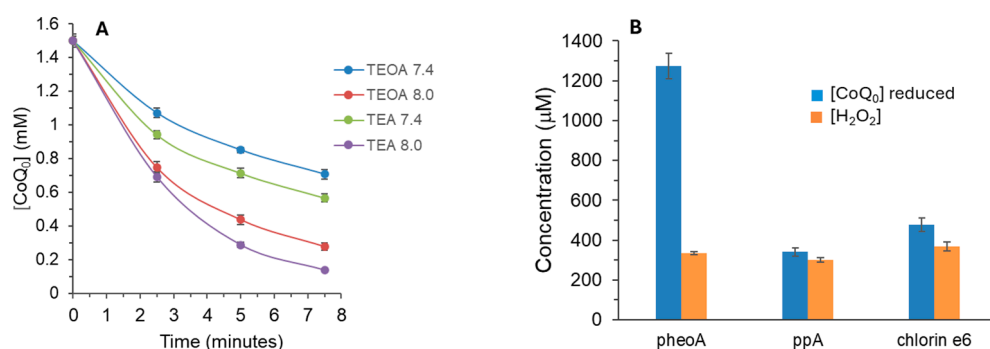 A
[CoQ₀] (mM)
1.6
1.4
1.2
1
0.8
0.6
0.4
0.2
0
0 1 2 3 4 5 6 7 8
Time (minutes)
TEOA 7.4
TEOA 8.0
TEA 7.4
TEA 8.0
B
Concentration (µM)
1400
1200
1000
800
600
400
200
0
pheoA ppA chlorin e6
[CoQ₀] reduced
[H₂O₂]